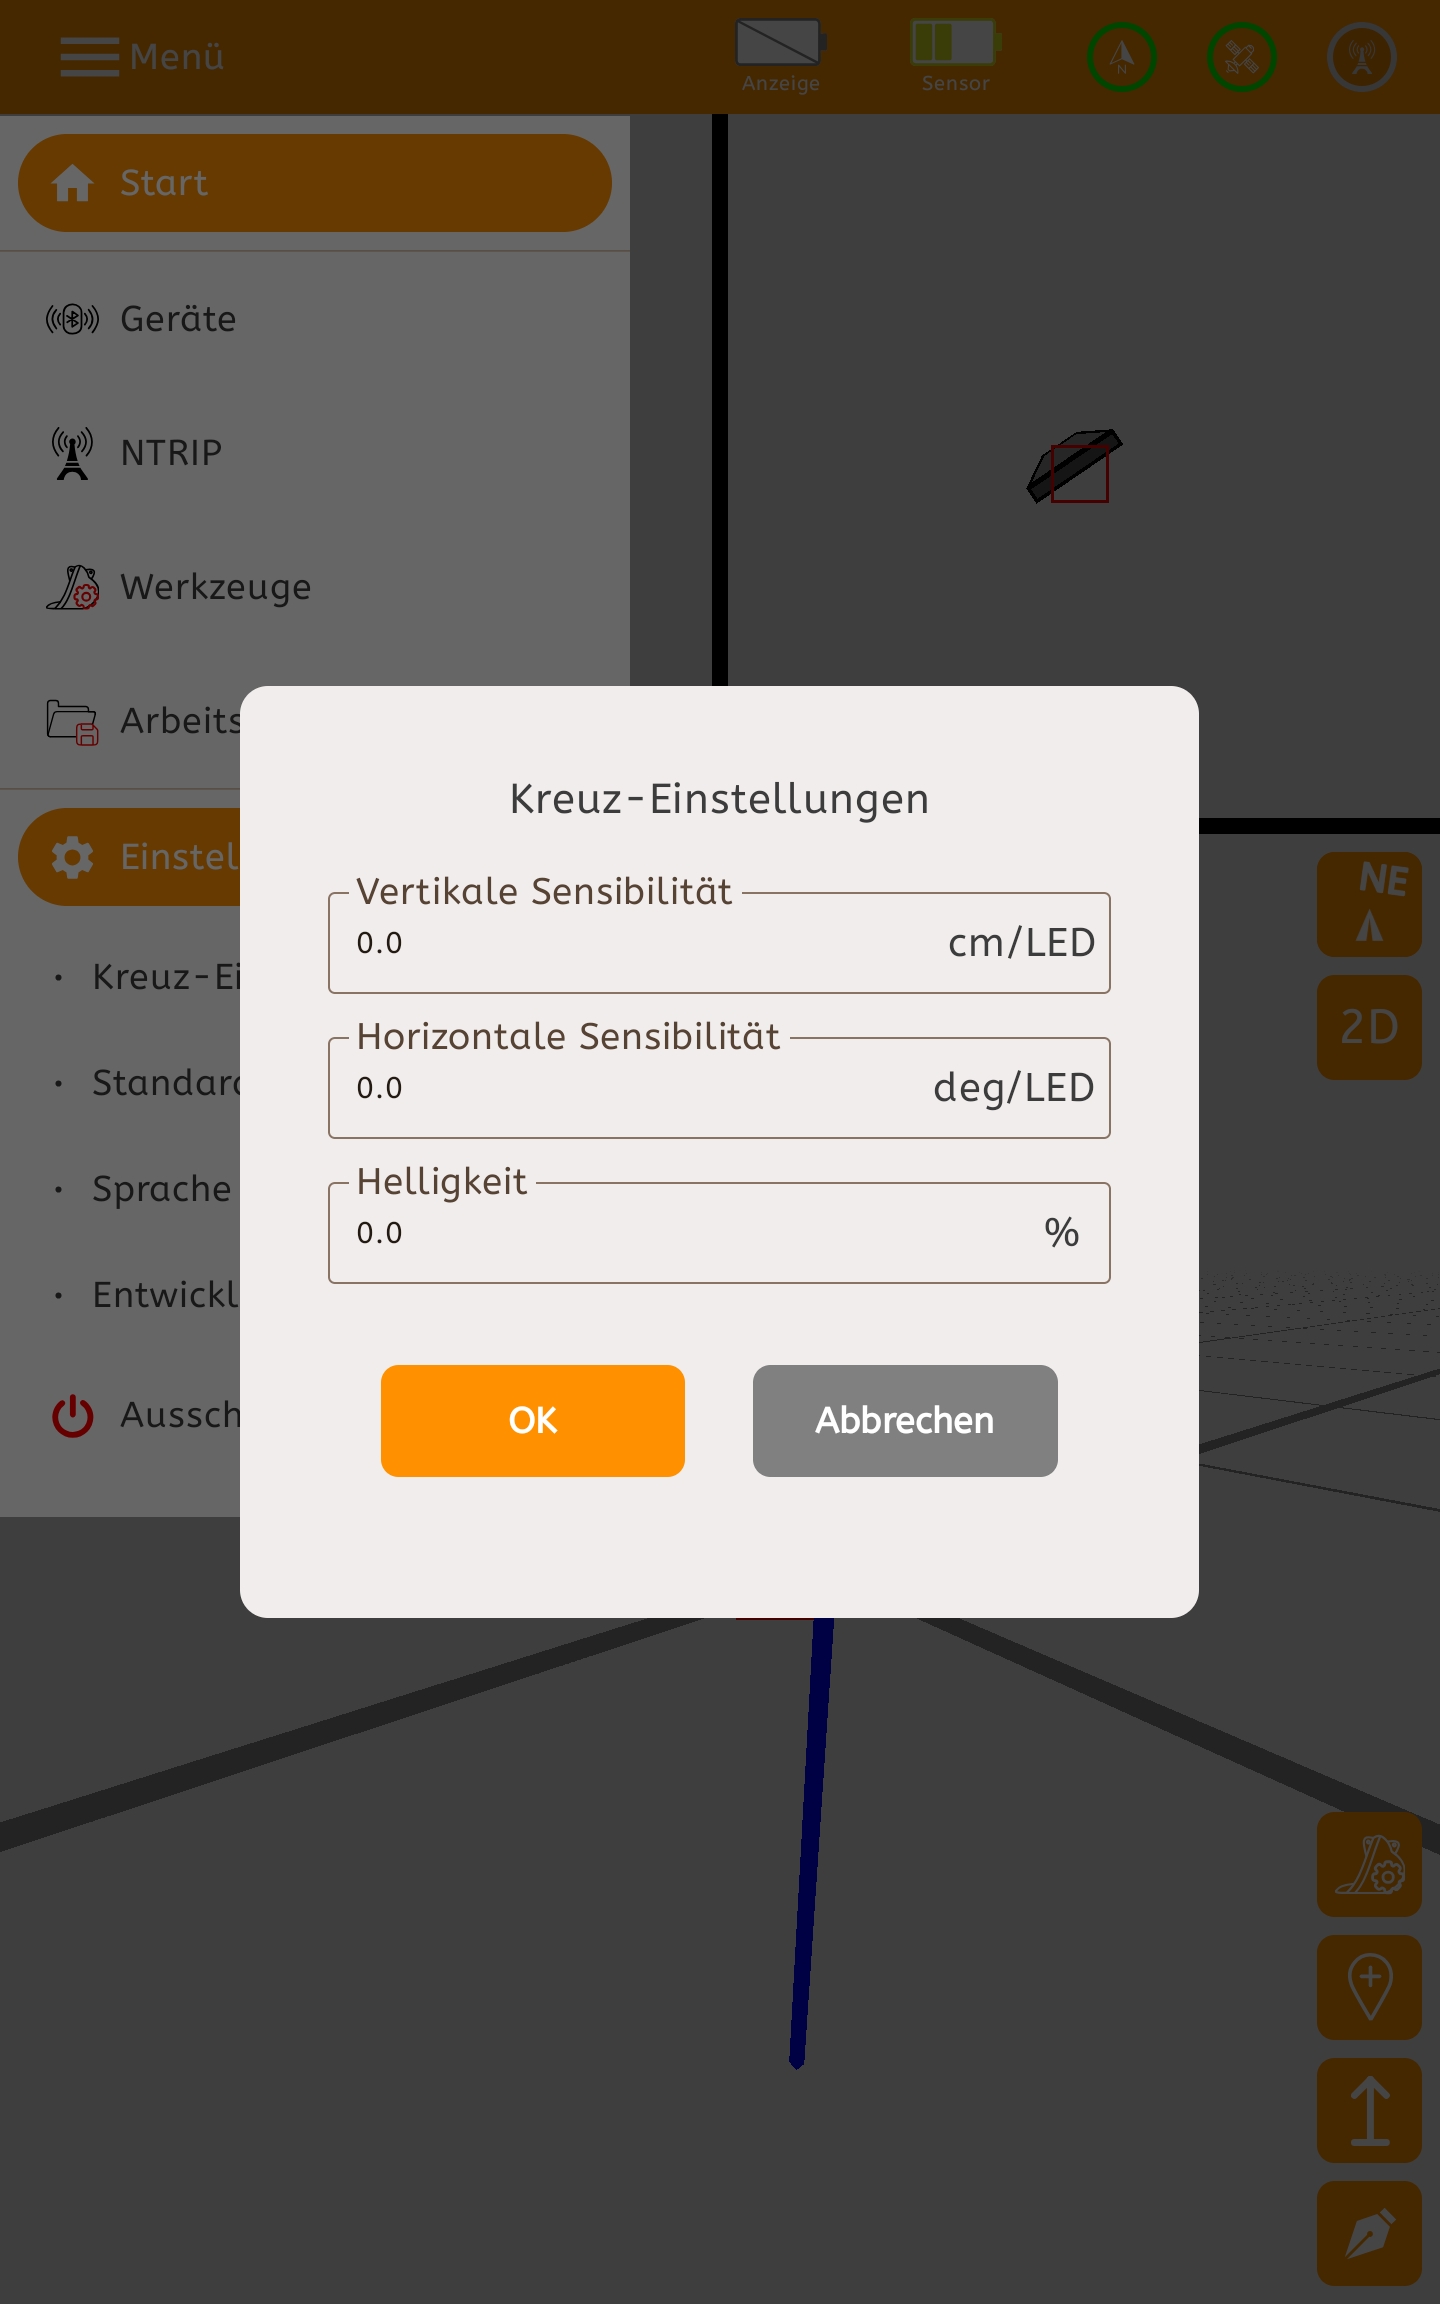 Menü
Anzeige
Sensor
N
Start
Geräte
NTRIP
Werkzeuge
Arbeits
Einstel
Kreuz-Ei
Standard
Sprache
Entwickl
Aussch
Kreuz-Einstellungen
Vertikale Sensibilität
0.0 cm/LED
Horizontale Sensibilität
0.0 deg/LED
Helligkeit
0.0 %
OK
Abbrechen
NE
2D